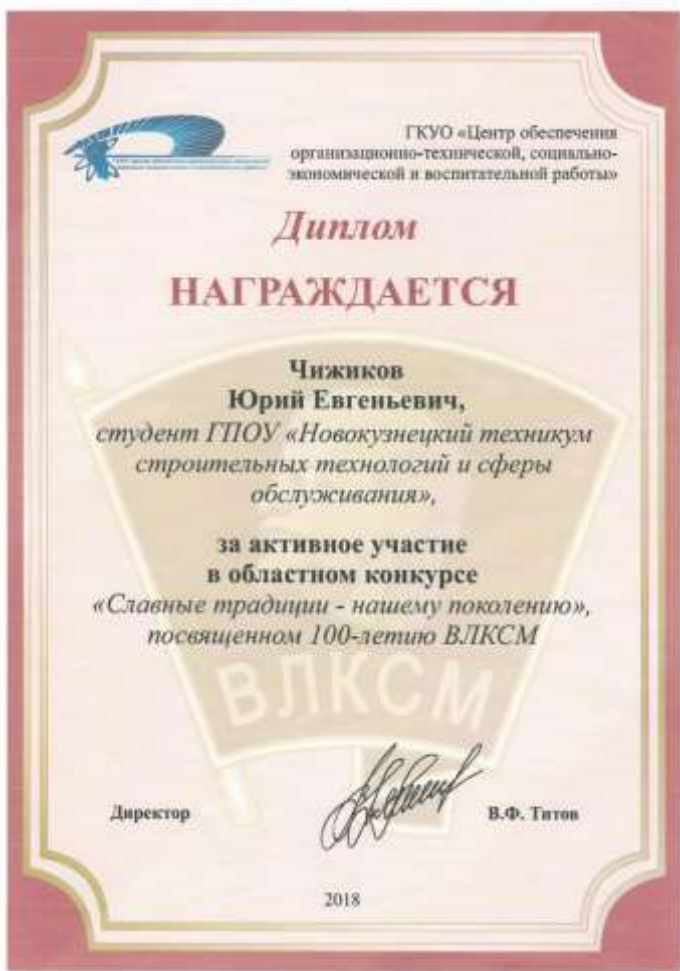 ГКУО «Центр обеспечения
организационно-технической, социально-
экономической и воспитательной работы»
Диплом
НАГРАЖДАЕТСЯ
Чижиков
Юрий Евгеньевич,
студент ГПОУ «Новокузнецкий техникум
строительных технологий и сферы
обслуживания»,
за активное участие
в областном конкурсе
«Славные традиции - нашему поколению»,
посвященном 100-летию ВЛКСМ
ВЛКСМ
Директор В.Ф. Титов
2018